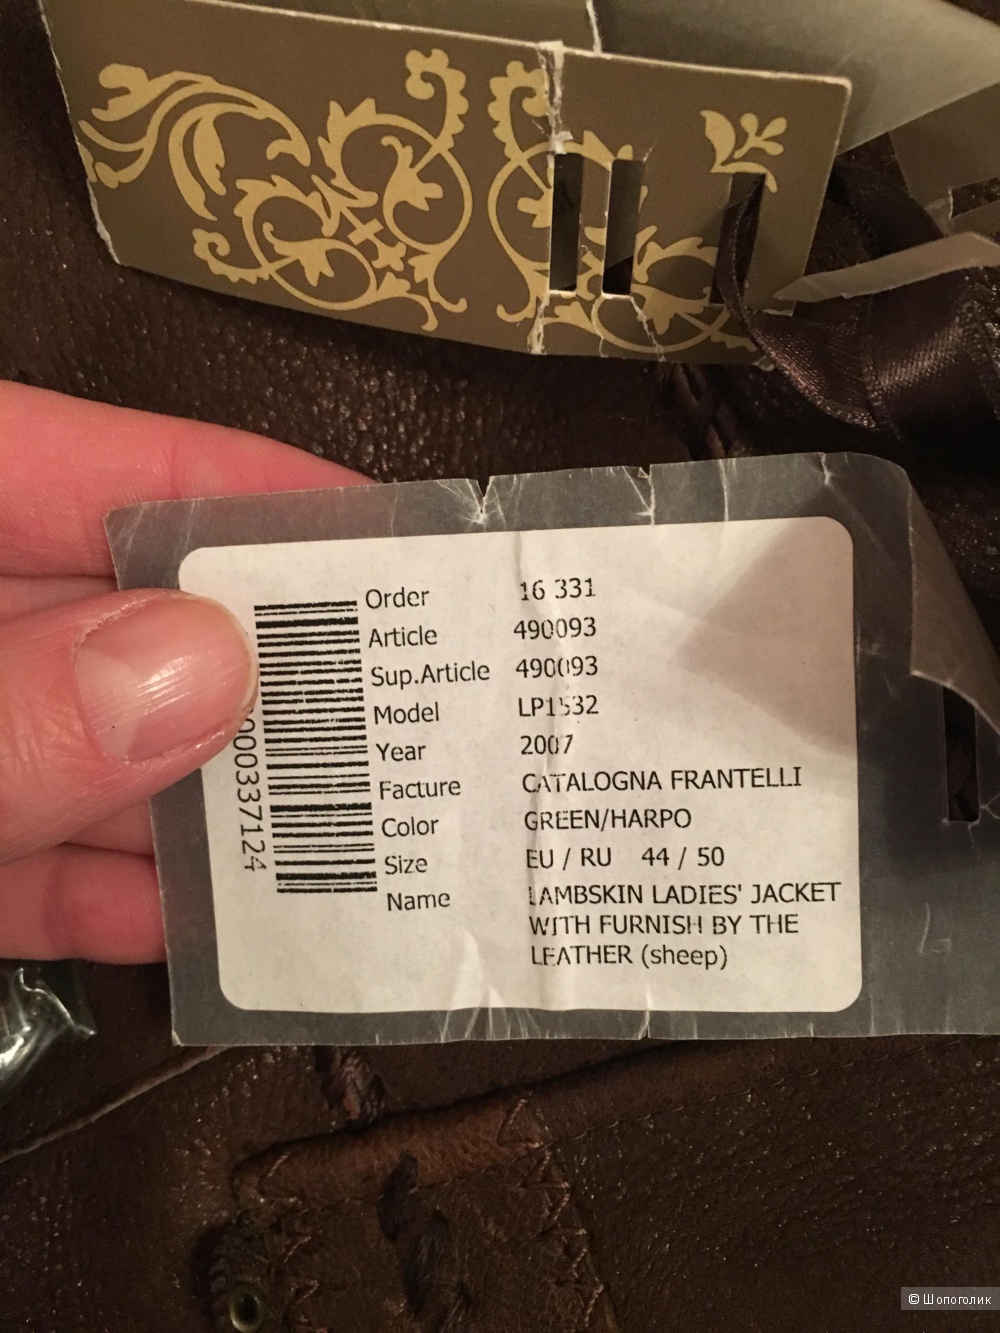 Order 16 331
Article 490093
Sup.Article 490093
Model LP1532
Year 2007
Facture CATALOGNA FRANTELLI
Color GREEN/HARPO
Size EU / RU 44 / 50
Name LAMBSKIN LADIES' JACKET
WITH FURNISH BY THE
LEATHER (sheep)
000337124
© Шопоголик